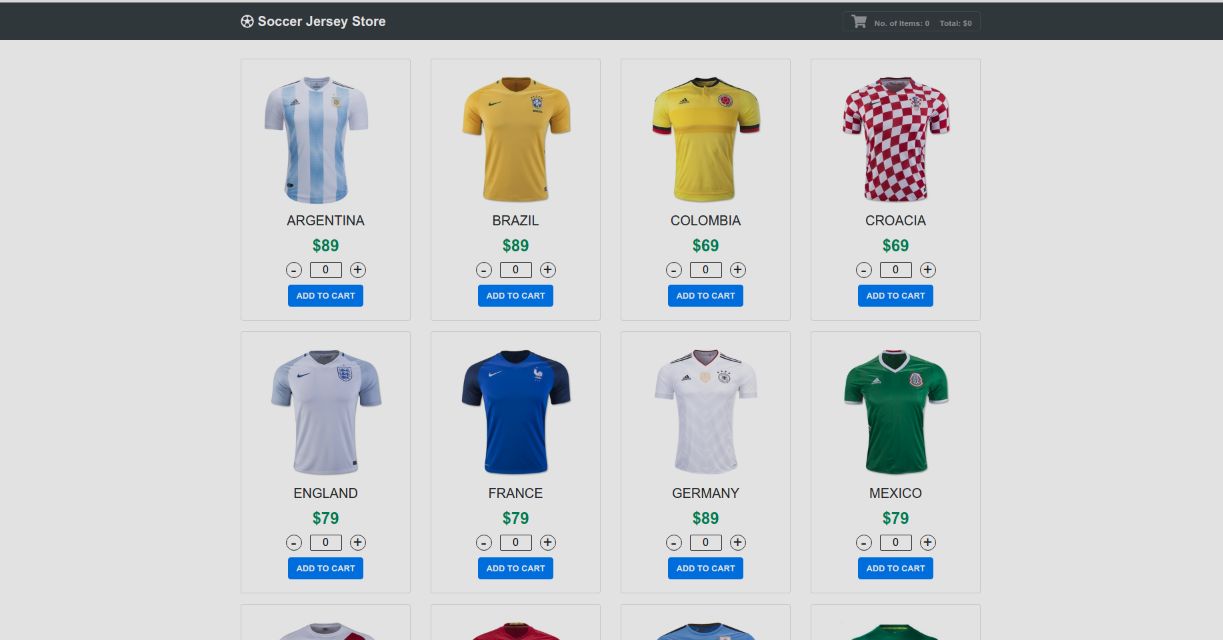 Soccer Jersey Store
No. of Items: 0 Total: $0
ARGENTINA
$89
- 0 +
ADD TO CART
BRAZIL
$89
- 0 +
ADD TO CART
COLOMBIA
$69
- 0 +
ADD TO CART
CROACIA
$69
- 0 +
ADD TO CART
ENGLAND
$79
- 0 +
ADD TO CART
FRANCE
$79
- 0 +
ADD TO CART
GERMANY
$89
- 0 +
ADD TO CART
MEXICO
$79
- 0 +
ADD TO CART